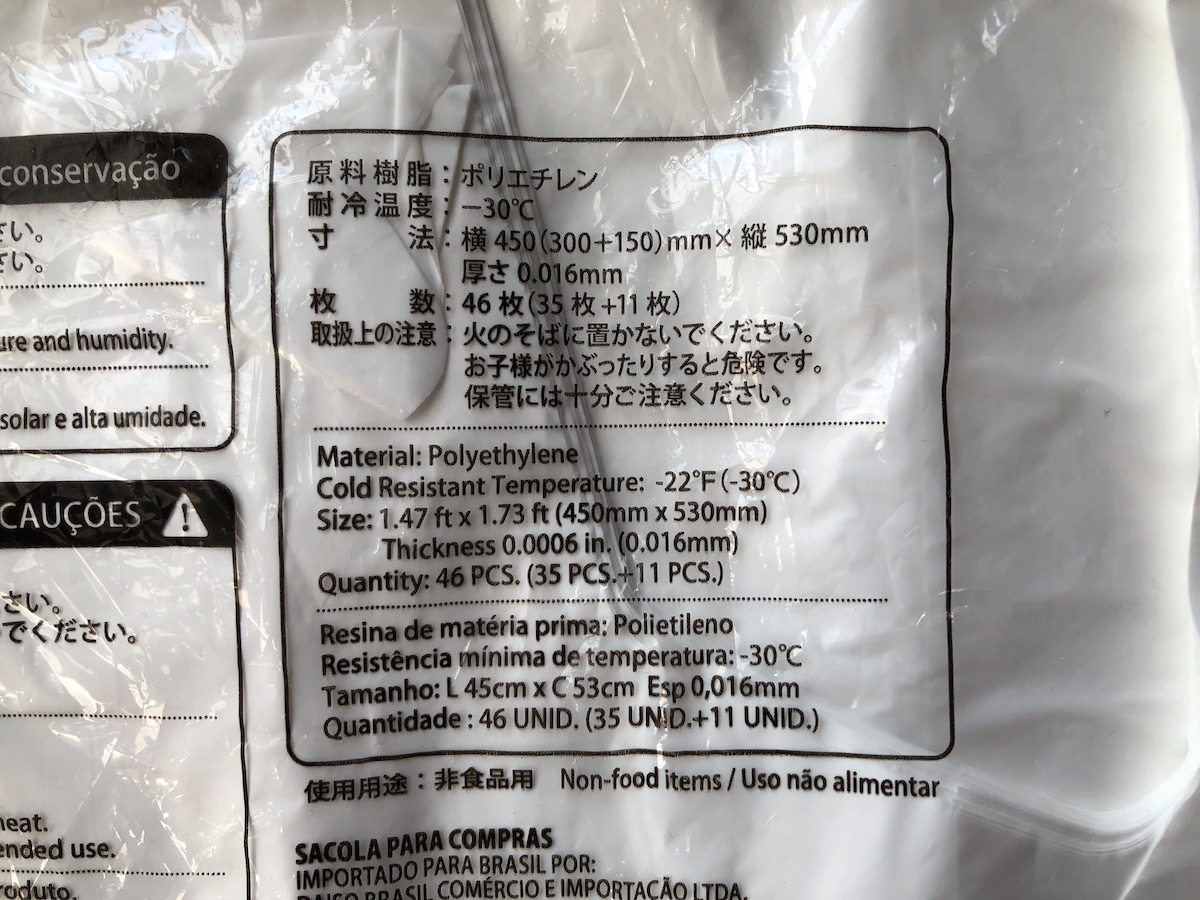 conservação
さい。
さい。
ure and humidity.
solar e alta umidade.
CAUÇÕES
さい。
でください。
heat.
ended use.
roduto.
原料樹脂：ポリエチレン
耐冷温度：−30℃
寸法：横 450（300＋150）mm× 縦 530mm
厚さ 0.016mm
枚数：46 枚（35 枚 +11 枚）
取扱上の注意：火のそばに置かないでください。
お子様がかぶったりすると危険です。
保管には十分ご注意ください。
Material: Polyethylene
Cold Resistant Temperature: -22℉ (-30℃)
Size: 1.47 ft x 1.73 ft (450mm x 530mm)
Thickness 0.0006 in. (0.016mm)
Quantity: 46 PCS. (35 PCS.+11 PCS.)
Resina de matéria prima: Polietileno
Resistência mínima de temperatura: -30℃
Tamanho: L 45cm x C 53cm Esp 0,016mm
Quantidade : 46 UNID. (35 UNID.+11 UNID.)
使用用途：非食品用 Non-food items / Uso não alimentar
SACOLA PARA COMPRAS
IMPORTADO PARA BRASIL POR:
DAISO BRASIL COMÉRCIO E IMPORTAÇÃO LTDA.